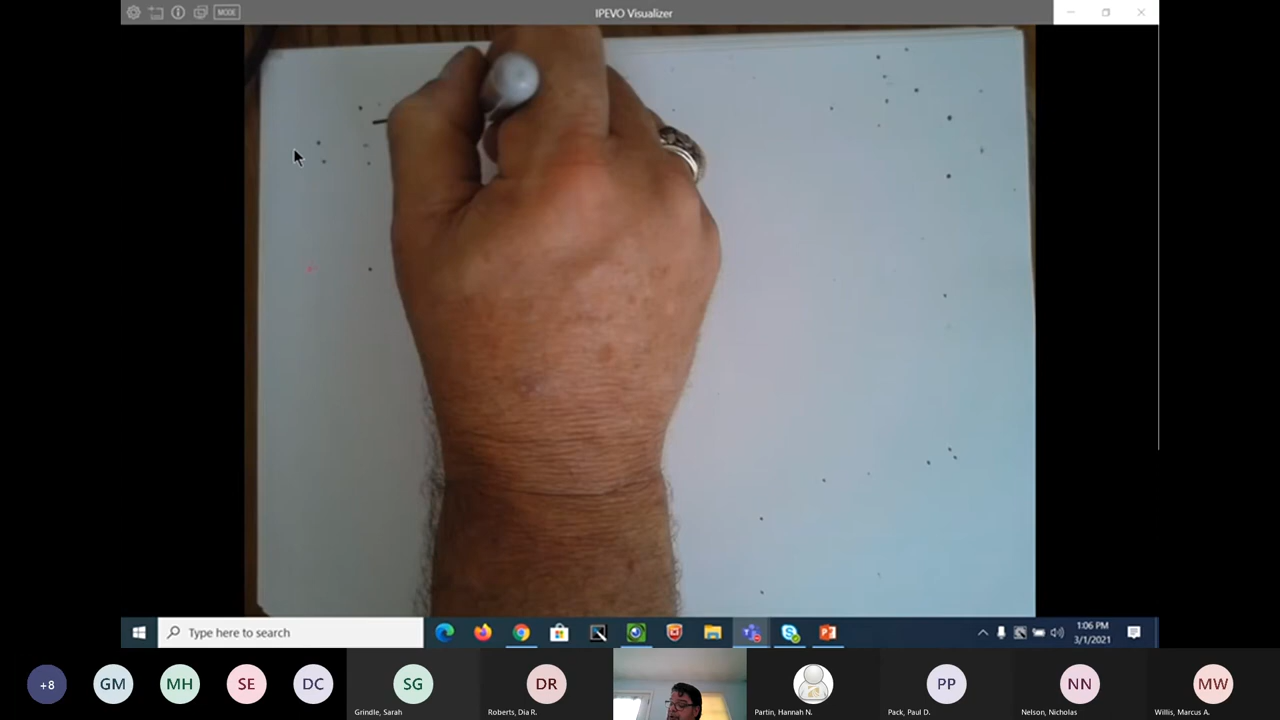 MODE
IPEVO Visualizer
Type here to search
1:06 PM
3/1/2021
+8
GM
MH
SE
DC
SG
DR
PP
NN
MW
Grindle, Sarah
Roberts, Dia R.
Partin, Hannah N.
Pack, Paul D.
Nelson, Nicholas
Willis, Marcus A.